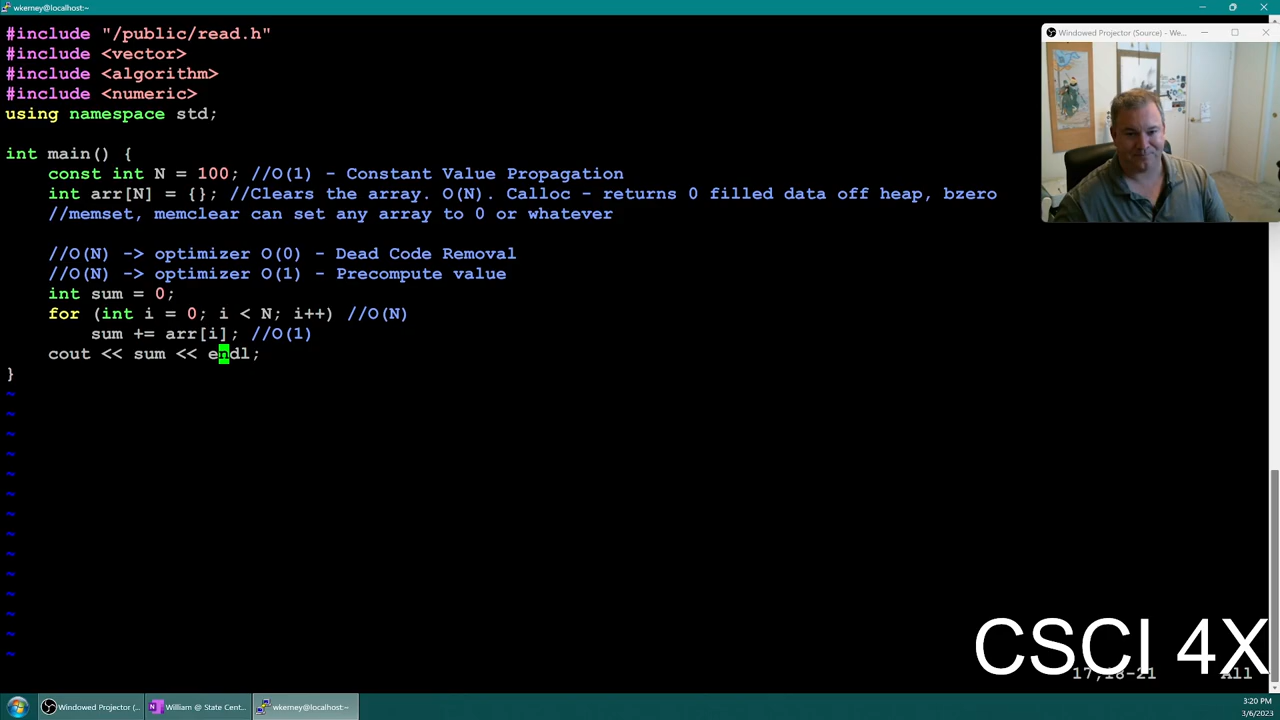 wkerney@localhost:~
#include "/public/read.h"
#include <vector>
#include <algorithm>
#include <numeric>
using namespace std;
int main() {
const int N = 100; //O(1) - Constant Value Propagation
int arr[N] = {}; //Clears the array. O(N). Calloc - returns 0 filled data off heap, bzero
//memset, memclear can set any array to 0 or whatever
//O(N) -> optimizer O(0) - Dead Code Removal
//O(N) -> optimizer O(1) - Precompute value
int sum = 0;
for (int i = 0; i < N; i++) //O(N)
sum += arr[i]; //O(1)
cout << sum << endl;
}
~
~
~
~
~
~
~
~
~
~
~
~
~
~
Windowed Projector (Source) - We...
CSCI 4X
17,18-21 All
Windowed Projector (...
William @ State Cent...
wkerney@localhost:~
3:20 PM
3/6/2023